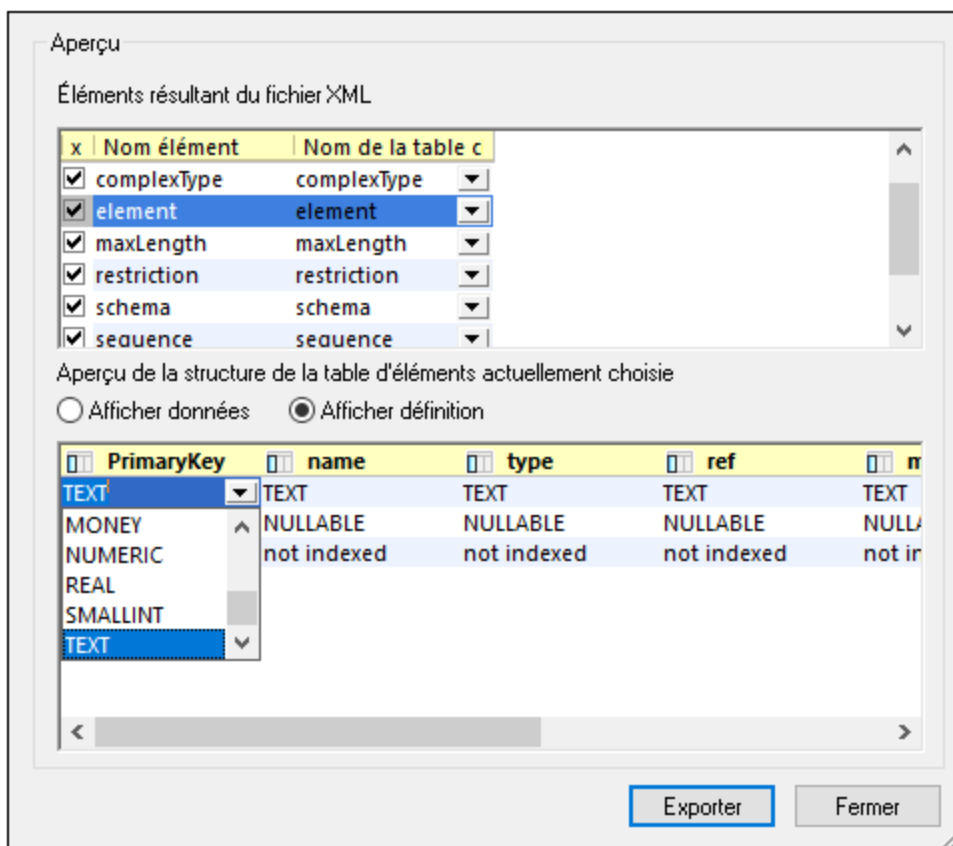 Aperçu
Éléments résultant du fichier XML
x Nom élément Nom de la table c
complexType complexType
element element
maxLength maxLength
restriction restriction
schema schema
sequence sequence
Aperçu de la structure de la table d'éléments actuellement choisie
Afficher données Afficher définition
PrimaryKey name type ref
TEXT TEXT TEXT TEXT TEXT
MONEY NULLABLE NULLABLE NULLABLE
NUMERIC not indexed not indexed not indexed not
REAL
SMALLINT
TEXT
Exporter Fermer